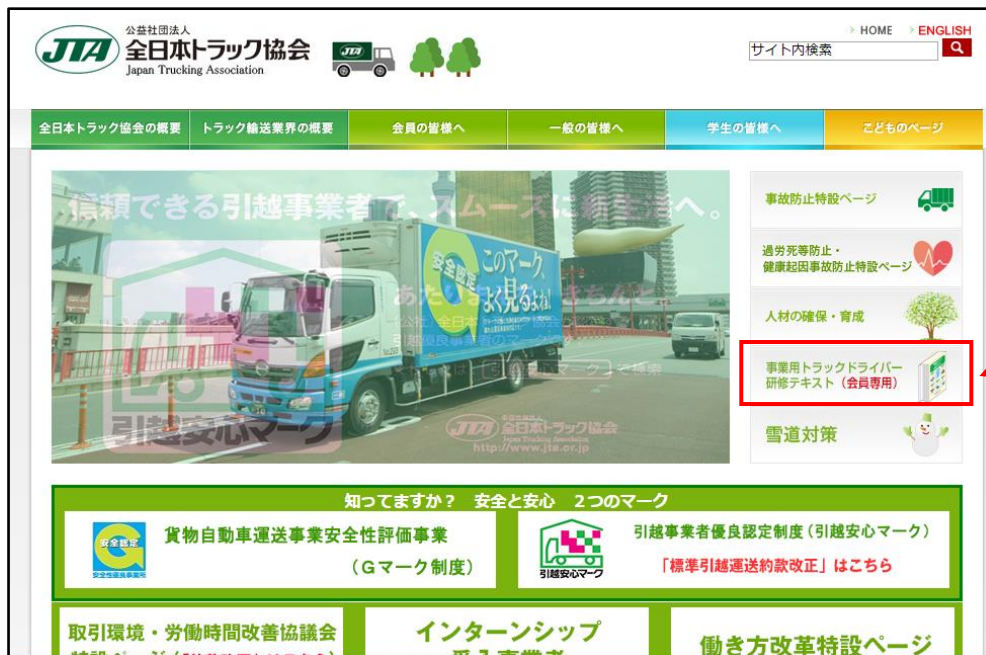 公益社団法人
JTA 全日本トラック協会
Japan Trucking Association
JTA
HOME ENGLISH
サイト内検索
全日本トラック協会の概要 トラック輸送業界の概要 会員の皆様へ 一般の皆様へ 学生の皆様へ こどものページ
信頼できる引越事業者で、スムーズに新生活へ。
安全認定
このマーク、
よく見るよね!
引越安心マーク
JTA 全日本トラック協会
Japan Trucking Association
http://www.jta.or.jp
事故防止特設ページ
過労死等防止・
健康起因事故防止特設ページ
人材の確保・育成
事業用トラックドライバー
研修テキスト(会員専用)
雪道対策
知ってますか? 安全と安心 2つのマーク
安全認定
安全性優良事業所
貨物自動車運送事業安全性評価事業
(Gマーク制度)
引越安心マーク
引越事業者優良認定制度(引越安心マーク)
「標準引越運送約款改正」はこちら
取引環境・労働時間改善協議会
インターンシップ
働き方改革特設ページ